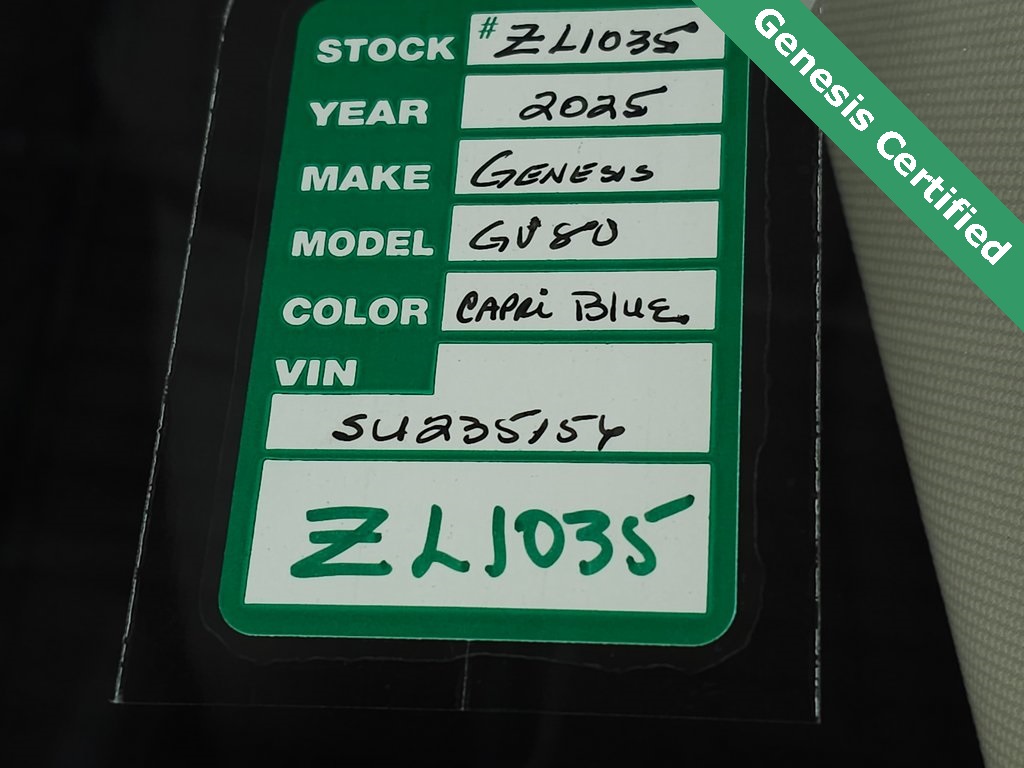 STOCK # ZL1035
YEAR 2025
MAKE GENESIS
MODEL GV80
COLOR CAPRi BluE
VIN
SU235154
ZL1035
Genesis Certified